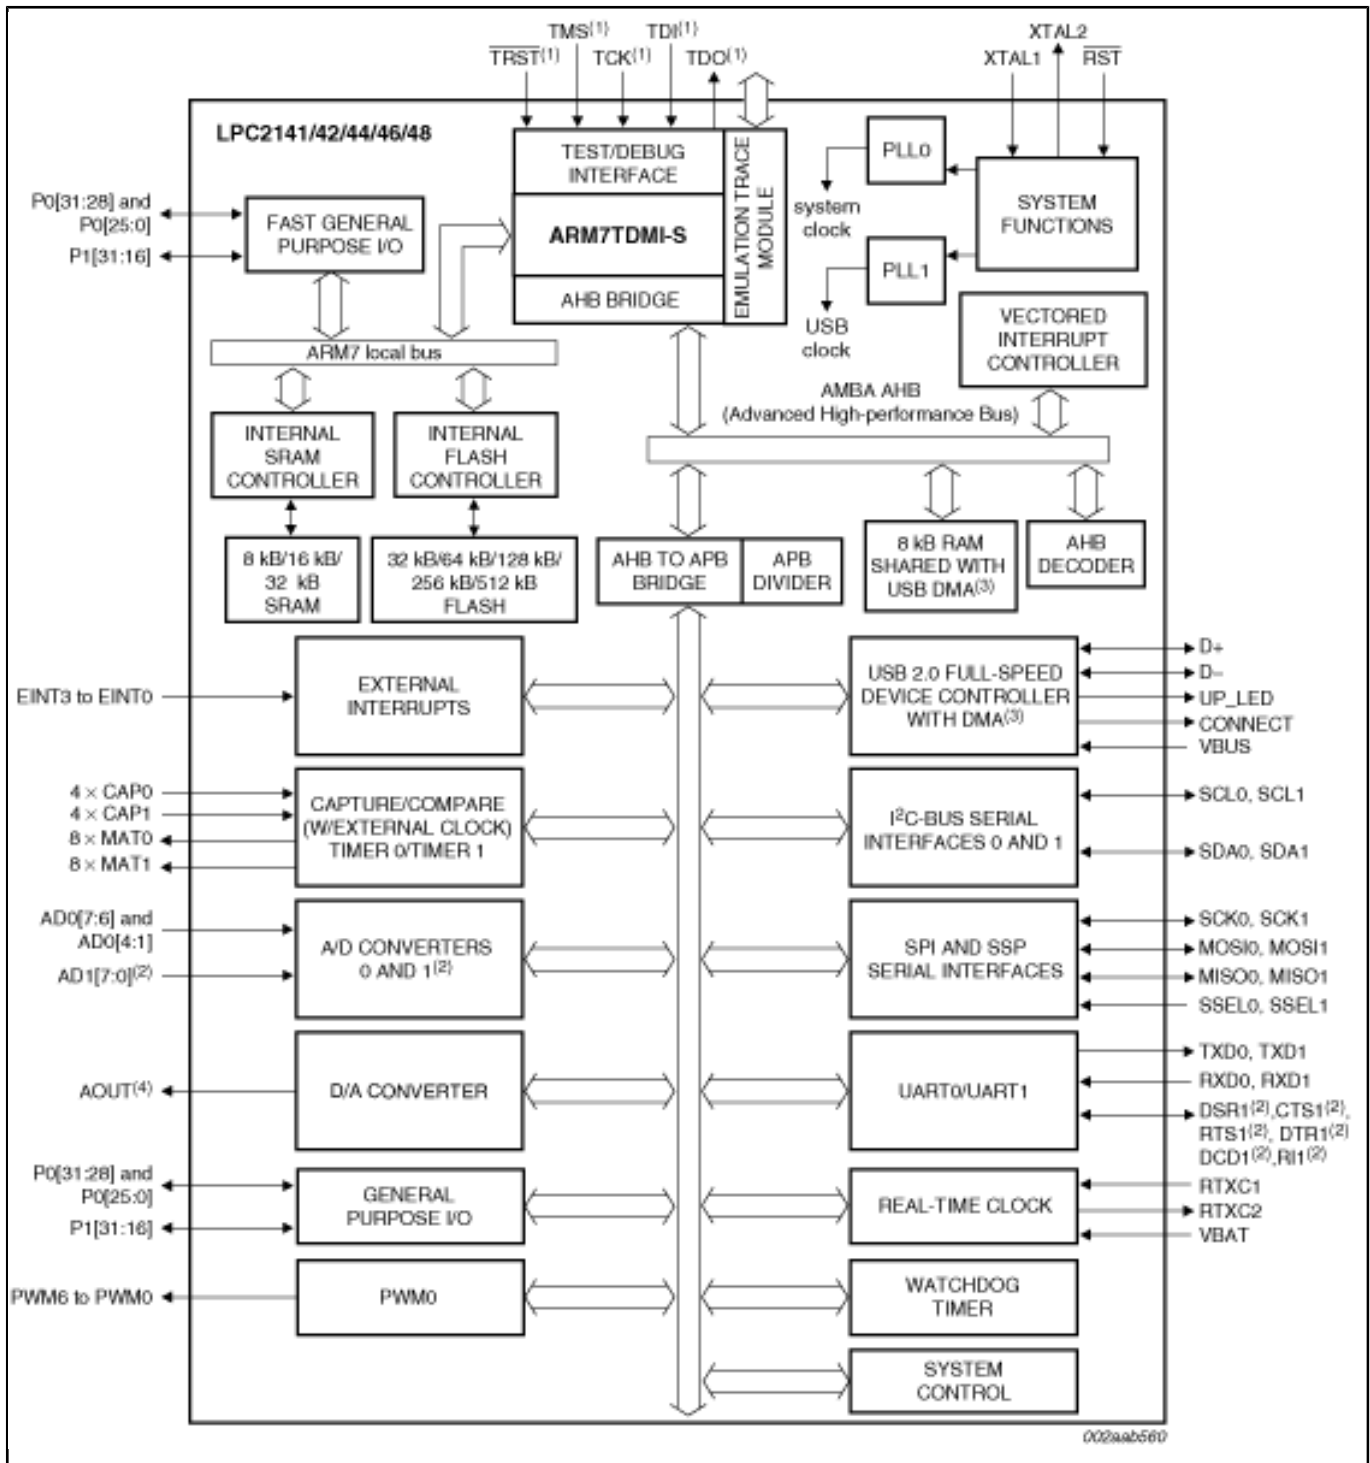 TMS(1)
TDI(1)
XTAL2
TRST(1)
TCK(1)
TDO(1)
XTAL1
RST
LPC2141/42/44/46/48
TEST/DEBUG
INTERFACE
ARM7TDMI-S
AHB BRIDGE
EMULATION TRACE
MODULE
PLL0
system
clock
PLL1
USB
clock
SYSTEM
FUNCTIONS
P0[31:28] and
P0[25:0]
P1[31:16]
FAST GENERAL
PURPOSE I/O
VECTORED
INTERRUPT
CONTROLLER
ARM7 local bus
AMBA AHB
(Advanced High-performance Bus)
INTERNAL
SRAM
CONTROLLER
INTERNAL
FLASH
CONTROLLER
8 kB/16 kB/
32 kB
SRAM
32 kB/64 kB/128 kB/
256 kB/512 kB
FLASH
AHB TO APB
BRIDGE
APB
DIVIDER
8 kB RAM
SHARED WITH
USB DMA(3)
AHB
DECODER
EINT3 to EINT0
EXTERNAL
INTERRUPTS
USB 2.0 FULL-SPEED
DEVICE CONTROLLER
WITH DMA(3)
D+
D−
UP_LED
CONNECT
VBUS
4 × CAP0
4 × CAP1
8 × MAT0
8 × MAT1
CAPTURE/COMPARE
(W/EXTERNAL CLOCK)
TIMER 0/TIMER 1
I2C-BUS SERIAL
INTERFACES 0 AND 1
SCL0, SCL1
SDA0, SDA1
AD0[7:6] and
AD0[4:1]
AD1[7:0](2)
A/D CONVERTERS
0 AND 1(2)
SPI AND SSP
SERIAL INTERFACES
SCK0, SCK1
MOSI0, MOSI1
MISO0, MISO1
SSEL0, SSEL1
AOUT(4)
D/A CONVERTER
UART0/UART1
TXD0, TXD1
RXD0, RXD1
DSR1(2),CTS1(2),
RTS1(2), DTR1(2)
DCD1(2),RI1(2)
P0[31:28] and
P0[25:0]
P1[31:16]
GENERAL
PURPOSE I/O
REAL-TIME CLOCK
RTXC1
RTXC2
VBAT
PWM6 to PWM0
PWM0
WATCHDOG
TIMER
SYSTEM
CONTROL
002aab560